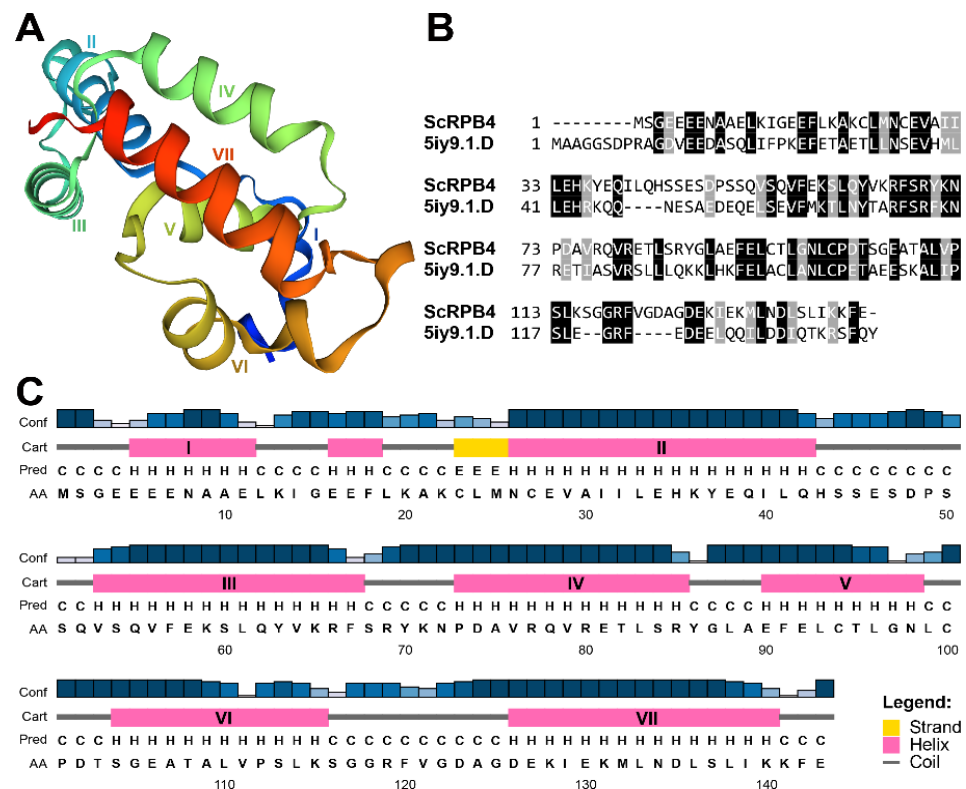 A
II
IV
VII
III
V
I
VI
B
ScRPB4 1 --------MSGEEEENAAELKIGEEFLKAKCLMNCEVAII
5iy9.1.D 1 MAAGGSDPRAGDVEEDASQLIFPKEFETAETLLNSEVHML
ScRPB4 33 LEHKYEQILQHSSESDPSSQVSQVFEKSLQYVKRFSRYKN
5iy9.1.D 41 LEHRKQQ----NESAEDEQELSEVFMKTLNYTARFSRFKN
ScRPB4 73 PDAVRQVRETLSRYGLAEFELCTLGNLCPDTSGEATALVP
5iy9.1.D 77 RETIASVRSLLLQKKLHKFELACLANLCPETAEESKALIP
ScRPB4 113 SLKSGGRFVGDAGDEKIEKMLNDLSLIKKFE-
5iy9.1.D 117 SLE--GRF----EDEELQQILDDIQTKRSFQY
C
Conf
Cart I II
Pred C C C C H H H H H H H C C C C H H H C C C C E E E H H H H H H H H H H H H H H H H H C C C C C C C C
AA M S G E E E E N A A E L K I G E E F L K A K C L M N C E V A I I L E H K Y E Q I L Q H S S E S D P S
10 20 30 40 50
Conf
Cart III IV V
Pred C C H H H H H H H H H H H H H H H C C C C C H H H H H H H H H H H H H C C C C H H H H H H H H H C C
AA S Q V S Q V F E K S L Q Y V K R F S R Y K N P D A V R Q V R E T L S R Y G L A E F E L C T L G N L C
60 70 80 90 100
Conf
Cart VI VII
Pred C C C H H H H H H H H H H H H C C C C C C C C C C H H H H H H H H H H H H H H H C C C
AA P D T S G E A T A L V P S L K S G G R F V G D A G D E K I E K M L N D L S L I K K F E
110 120 130 140
Legend:
Strand
Helix
Coil